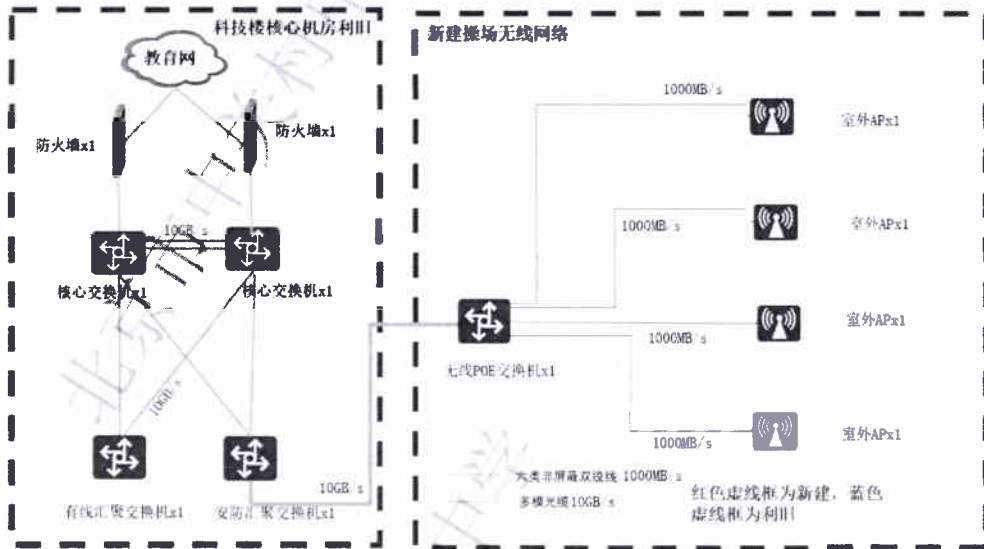 科技楼核心机房利旧
教育网
防火墙x1
防火墙x1
10GB/s
核心交换机x1
核心交换机x1
10GB/s
有线汇聚交换机x1
安防汇聚交换机x1
10GB/s
新建操场无线网络
1000MB/s
室外APx1
1000MB/s
室外APx1
1000MB/s
室外APx1
无线POE交换机x1
1000MB/s
室外APx1
六类非屏蔽双绞线 1000MB/s
多模光缆10GB/s
红色虚线框为新建，蓝色
虚线框为利旧